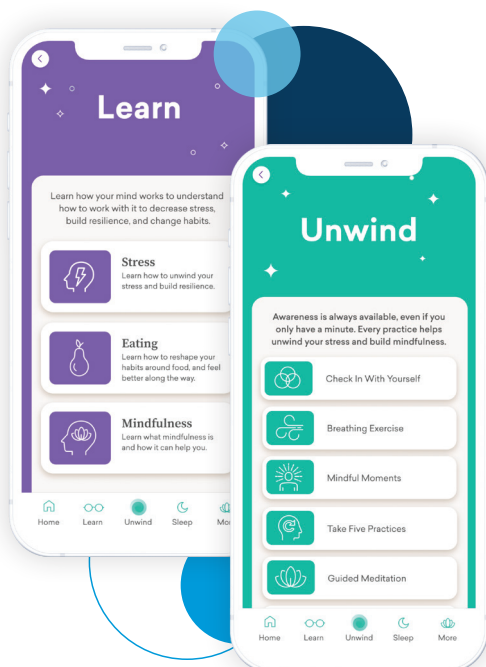 Learn
Learn how your mind works to understand
how to work with it to decrease stress,
build resilience, and change habits.
Stress
Learn how to unwind your
stress and build resilience.
Eating
Learn how to reshape your
habits around food, and feel
better along the way.
Mindfulness
Learn what mindfulness is
and how it can help you.
Home Learn Unwind Sleep
Unwind
Awareness is always available, even if you
only have a minute. Every practice helps
unwind your stress and build mindfulness.
Check In With Yourself
Breathing Exercise
Mindful Moments
Take Five Practices
Guided Meditation
Home Learn Unwind Sleep More